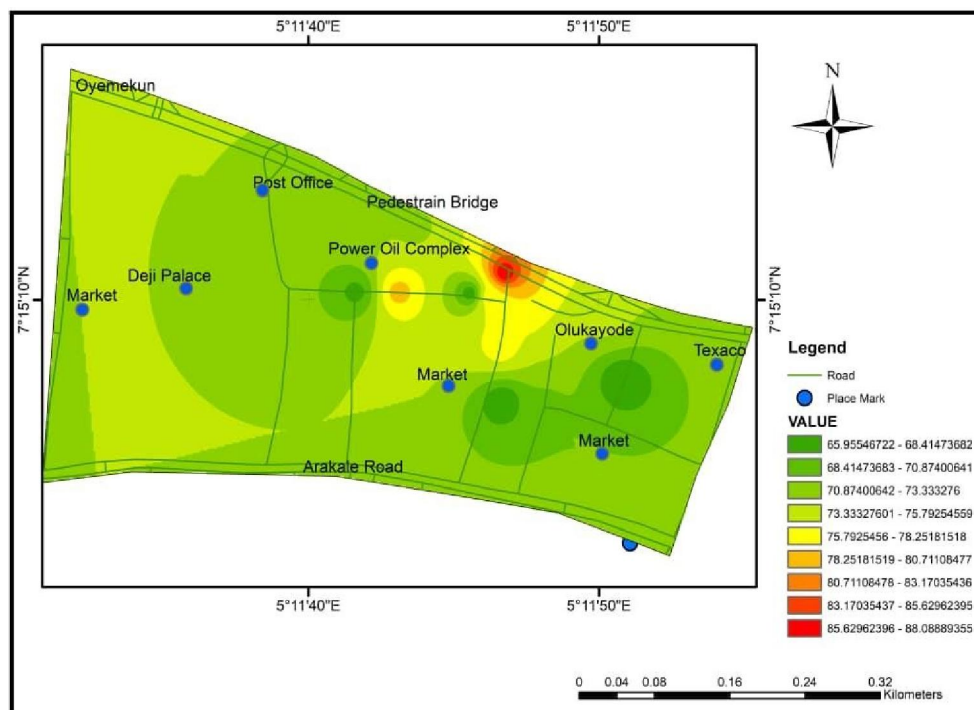 5°11'40"E
5°11'50"E
N
Oyemekun
Post Office
Pedestrain Bridge
Power Oil Complex
Deji Palace
Market
7°15'10"N
7°15'10"N
Olukayode
Texaco
Market
Market
Arakale Road
5°11'40"E
5°11'50"E
Legend
Road
Place Mark
VALUE
65.95546722 - 68.41473682
68.41473683 - 70.87400641
70.87400642 - 73.333276
73.33327601 - 75.79254559
75.7925456 - 78.25181518
78.25181519 - 80.71108477
80.71108478 - 83.17035436
83.17035437 - 85.62962395
85.62962396 - 88.08889355
0 0.04 0.08 0.16 0.24 0.32
Kilometers